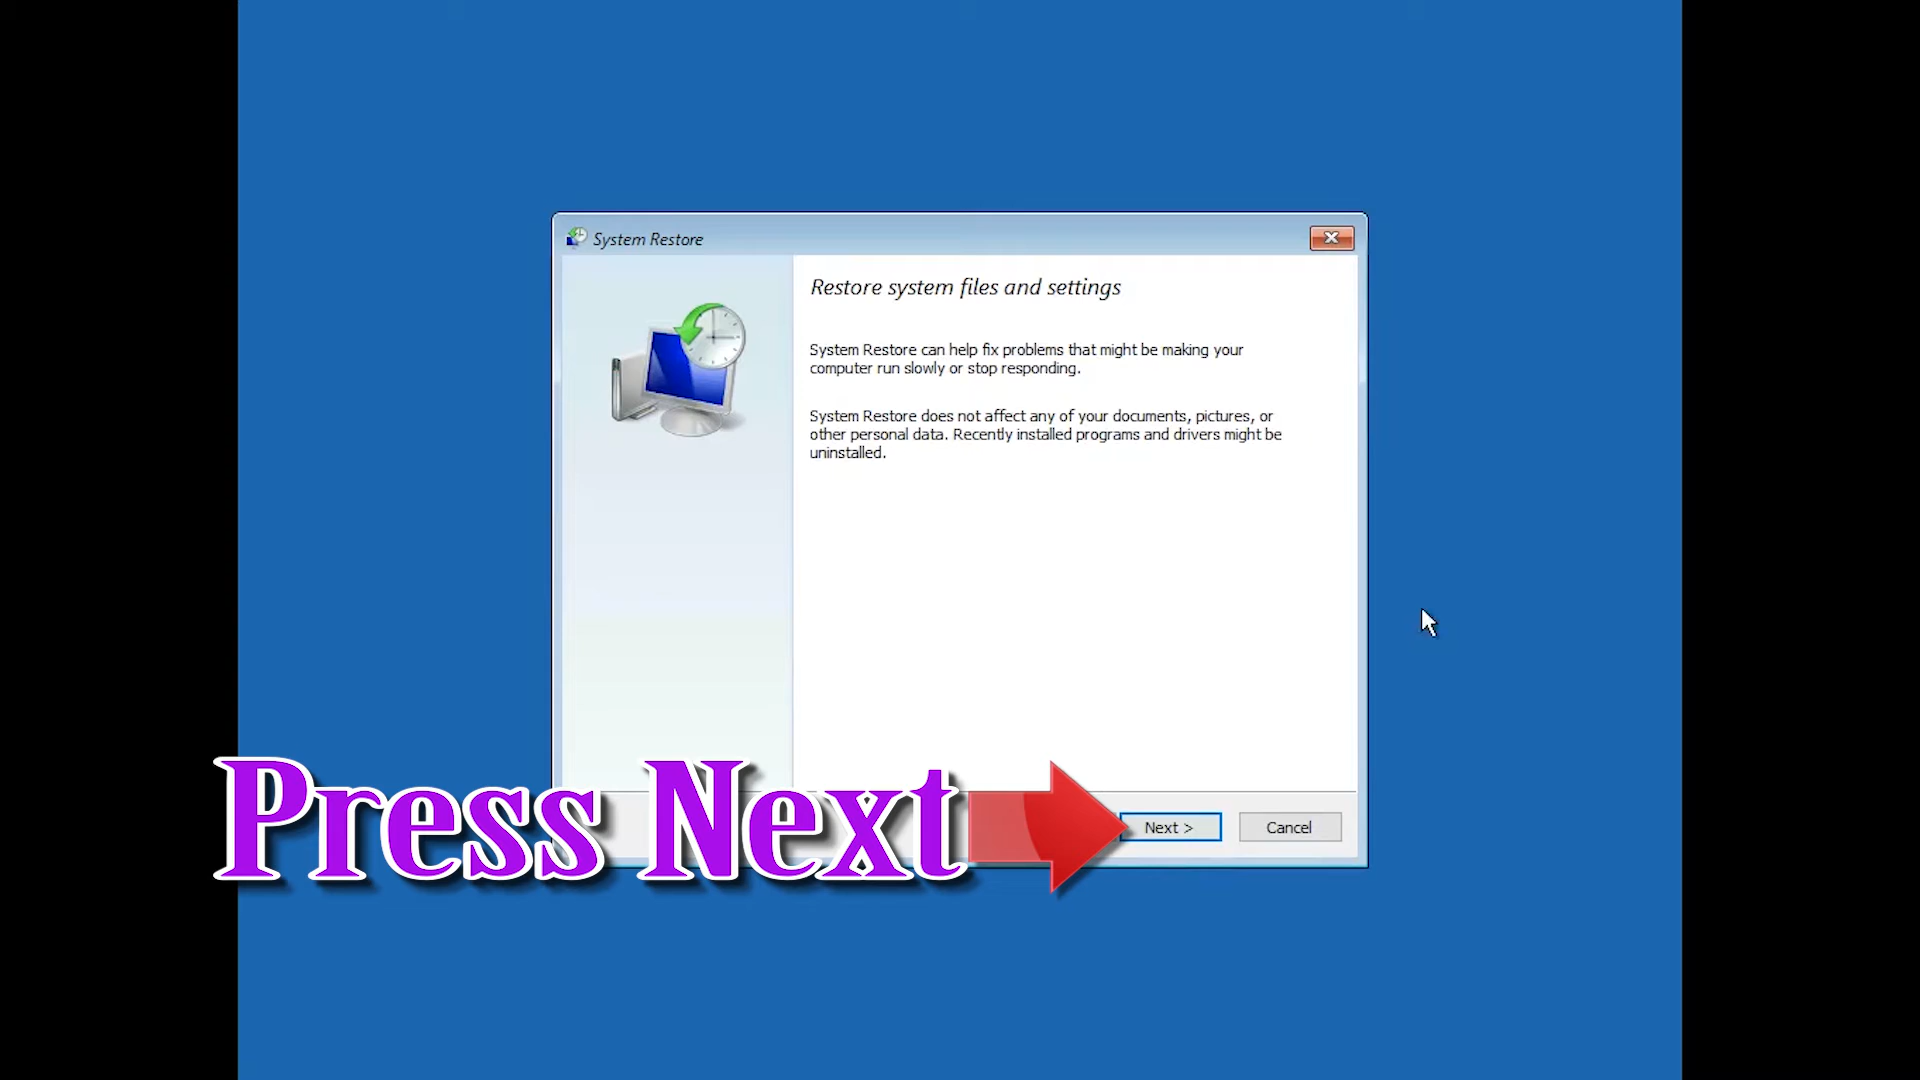 System Restore
Restore system files and settings
System Restore can help fix problems that might be making your
computer run slowly or stop responding.
System Restore does not affect any of your documents, pictures, or
other personal data. Recently installed programs and drivers might be
uninstalled.
Press Next
Next >
Cancel